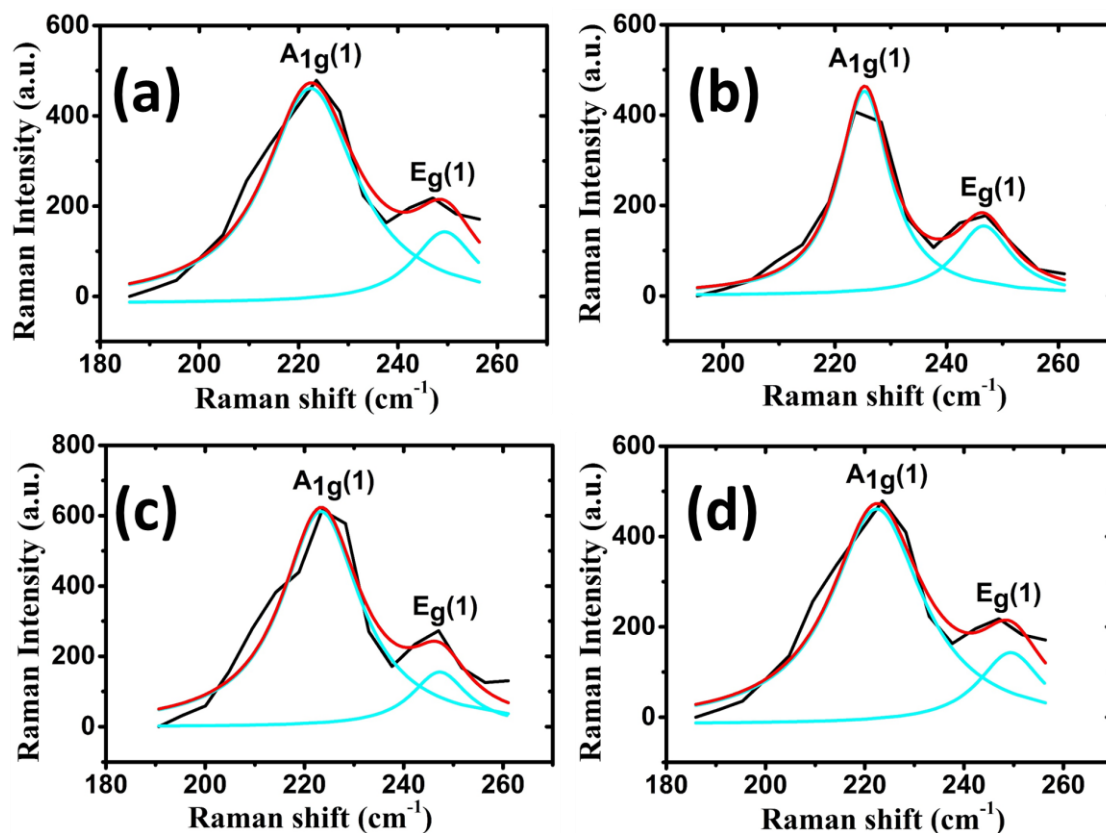 (a)
A1g(1)
Eg(1)
600
400
200
0
180 200 220 240 260
Raman shift (cm-1)
Raman Intensity (a.u.)
(b)
A1g(1)
Eg(1)
600
400
200
0
200 220 240 260
Raman shift (cm-1)
Raman Intensity (a.u.)
(c)
A1g(1)
Eg(1)
800
600
400
200
0
180 200 220 240 260
Raman shift (cm-1)
Raman Intensity (a.u.)
(d)
A1g(1)
Eg(1)
600
400
200
0
180 200 220 240 260
Raman shift (cm-1)
Raman Intensity (a.u.)